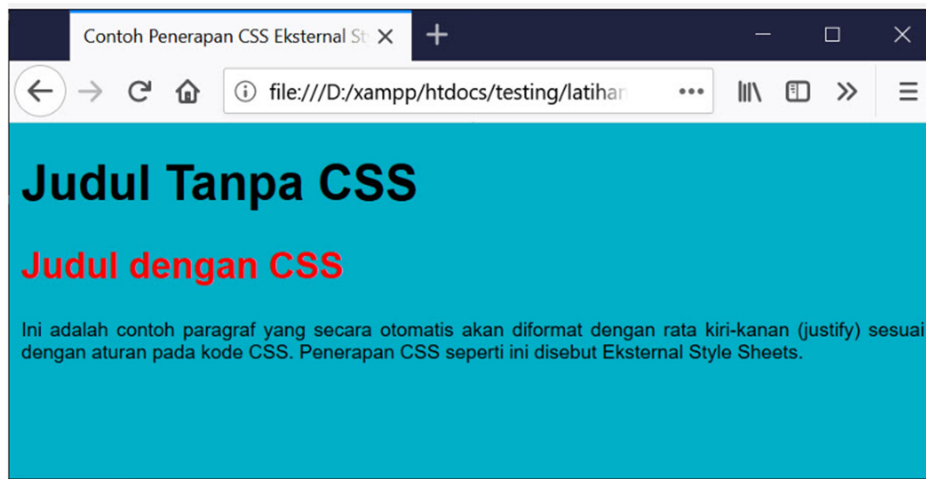 Contoh Penerapan CSS Eksternal St
file:///D:/xampp/htdocs/testing/latihan
Judul Tanpa CSS
Judul dengan CSS
Ini adalah contoh paragraf yang secara otomatis akan diformat dengan rata kiri-kanan (justify) sesuai
dengan aturan pada kode CSS. Penerapan CSS seperti ini disebut Eksternal Style Sheets.